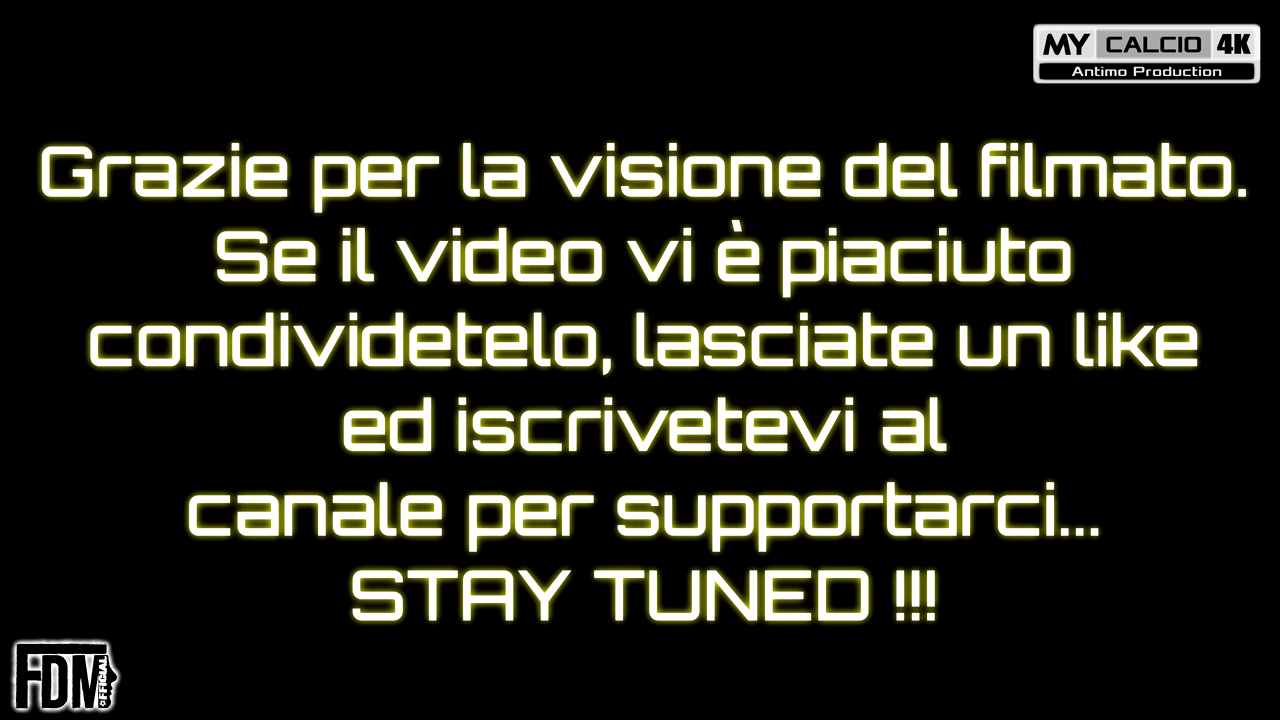 MY CALCIO 4K
Antimo Production
Grazie per la visione del filmato.
Se il video vi è piaciuto
condividetelo, lasciate un like
ed iscrivetevi al
canale per supportarci...
STAY TUNED !!!
FDM OFFICIAL